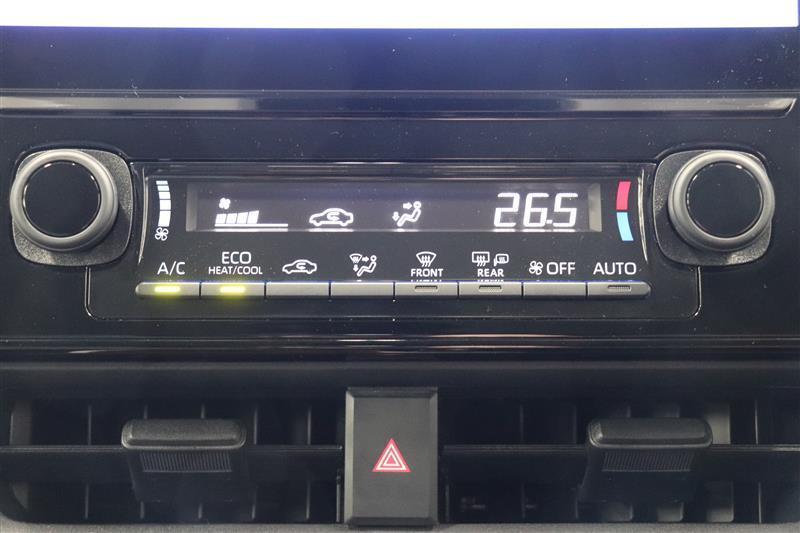 26.5
A/C
ECO
HEAT/COOL
FRONT
REAR
OFF
AUTO